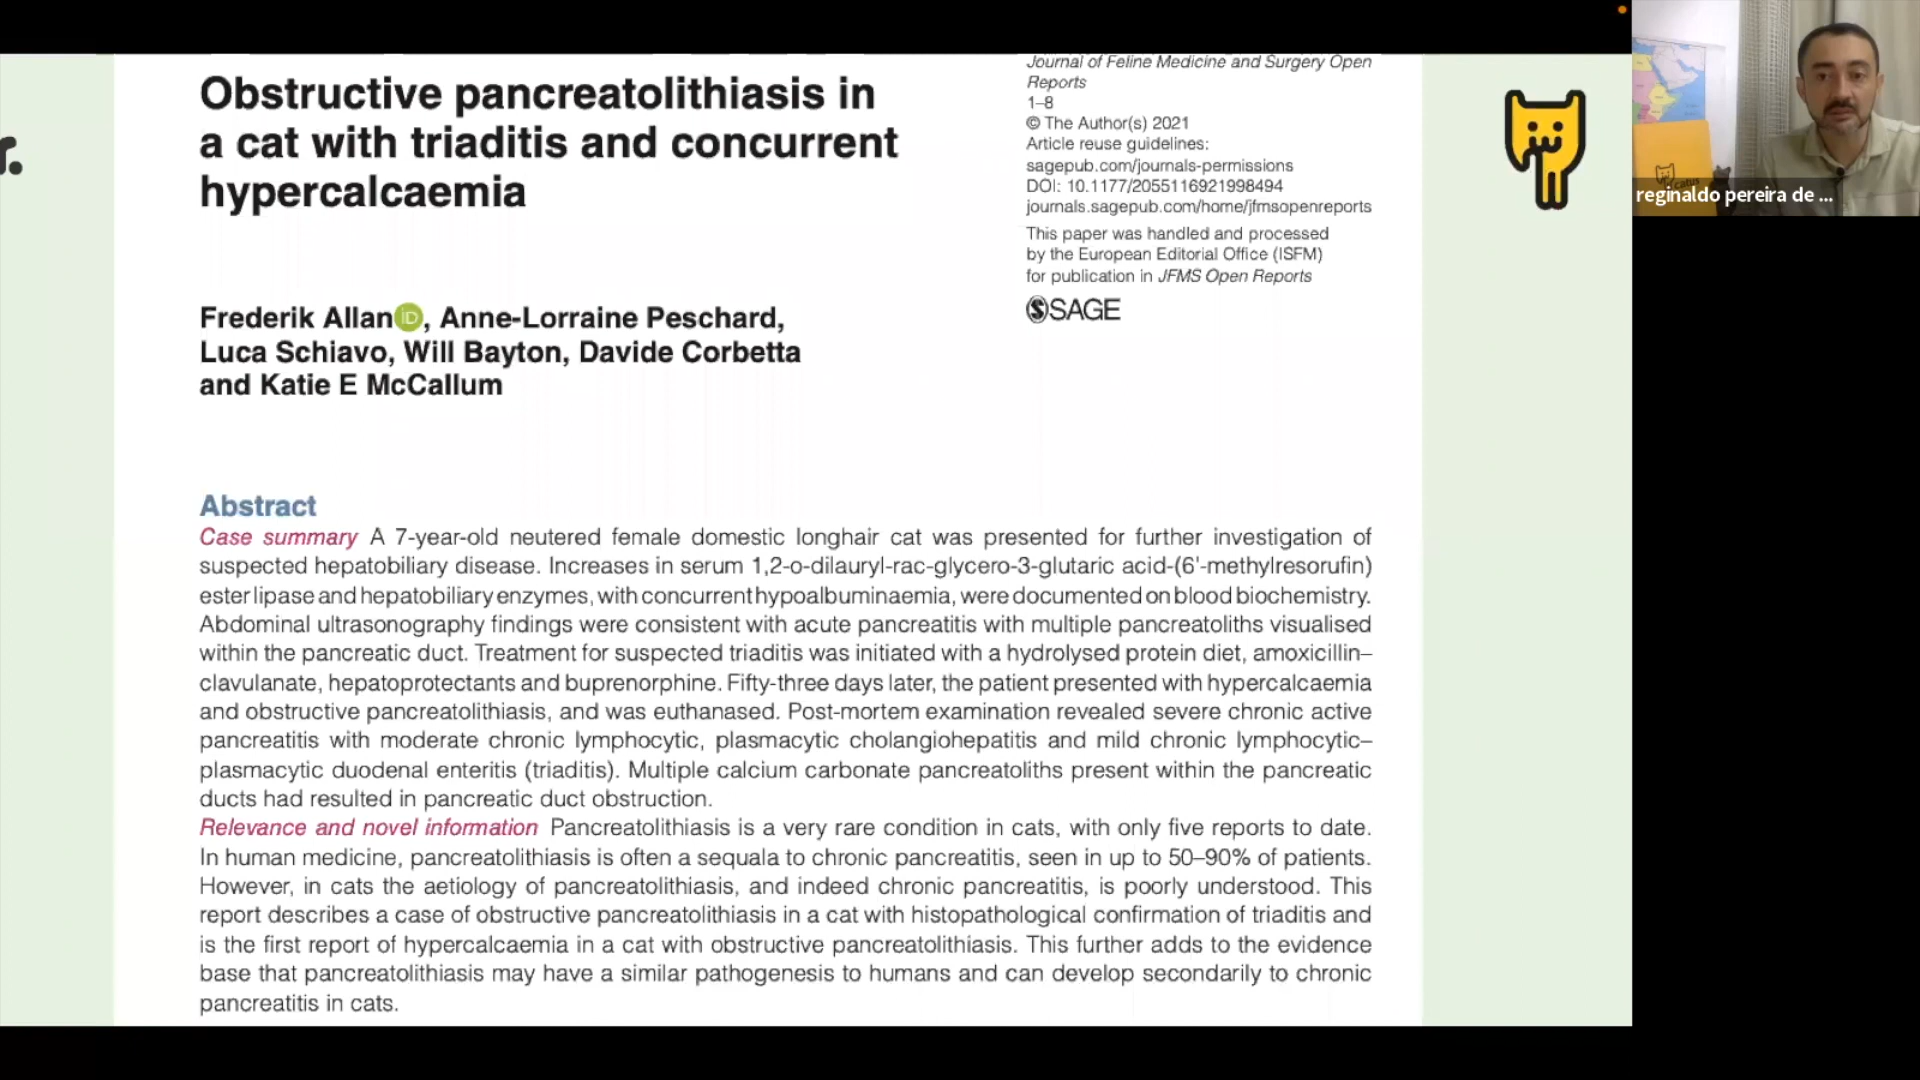 Obstructive pancreatolithiasis in
a cat with triaditis and concurrent
hypercalcaemia
Journal of Feline Medicine and Surgery Open
Reports
1–8
© The Author(s) 2021
Article reuse guidelines:
sagepub.com/journals-permissions
DOI: 10.1177/2055116921998494
journals.sagepub.com/home/jfmsopenreports
This paper was handled and processed
by the European Editorial Office (ISFM)
for publication in JFMS Open Reports
SAGE
Frederik Allan iD, Anne-Lorraine Peschard,
Luca Schiavo, Will Bayton, Davide Corbetta
and Katie E McCallum
Abstract
Case summary A 7-year-old neutered female domestic longhair cat was presented for further investigation of
suspected hepatobiliary disease. Increases in serum 1,2-o-dilauryl-rac-glycero-3-glutaric acid-(6'-methylresorufin)
ester lipase and hepatobiliary enzymes, with concurrent hypoalbuminaemia, were documented on blood biochemistry.
Abdominal ultrasonography findings were consistent with acute pancreatitis with multiple pancreatoliths visualised
within the pancreatic duct. Treatment for suspected triaditis was initiated with a hydrolysed protein diet, amoxicillin–
clavulanate, hepatoprotectants and buprenorphine. Fifty-three days later, the patient presented with hypercalcaemia
and obstructive pancreatolithiasis, and was euthanased. Post-mortem examination revealed severe chronic active
pancreatitis with moderate chronic lymphocytic, plasmacytic cholangiohepatitis and mild chronic lymphocytic–
plasmacytic duodenal enteritis (triaditis). Multiple calcium carbonate pancreatoliths present within the pancreatic
ducts had resulted in pancreatic duct obstruction.
Relevance and novel information Pancreatolithiasis is a very rare condition in cats, with only five reports to date.
In human medicine, pancreatolithiasis is often a sequala to chronic pancreatitis, seen in up to 50–90% of patients.
However, in cats the aetiology of pancreatolithiasis, and indeed chronic pancreatitis, is poorly understood. This
report describes a case of obstructive pancreatolithiasis in a cat with histopathological confirmation of triaditis and
is the first report of hypercalcaemia in a cat with obstructive pancreatolithiasis. This further adds to the evidence
base that pancreatolithiasis may have a similar pathogenesis to humans and can develop secondarily to chronic
pancreatitis in cats.
r.
catus
reginaldo pereira de ...